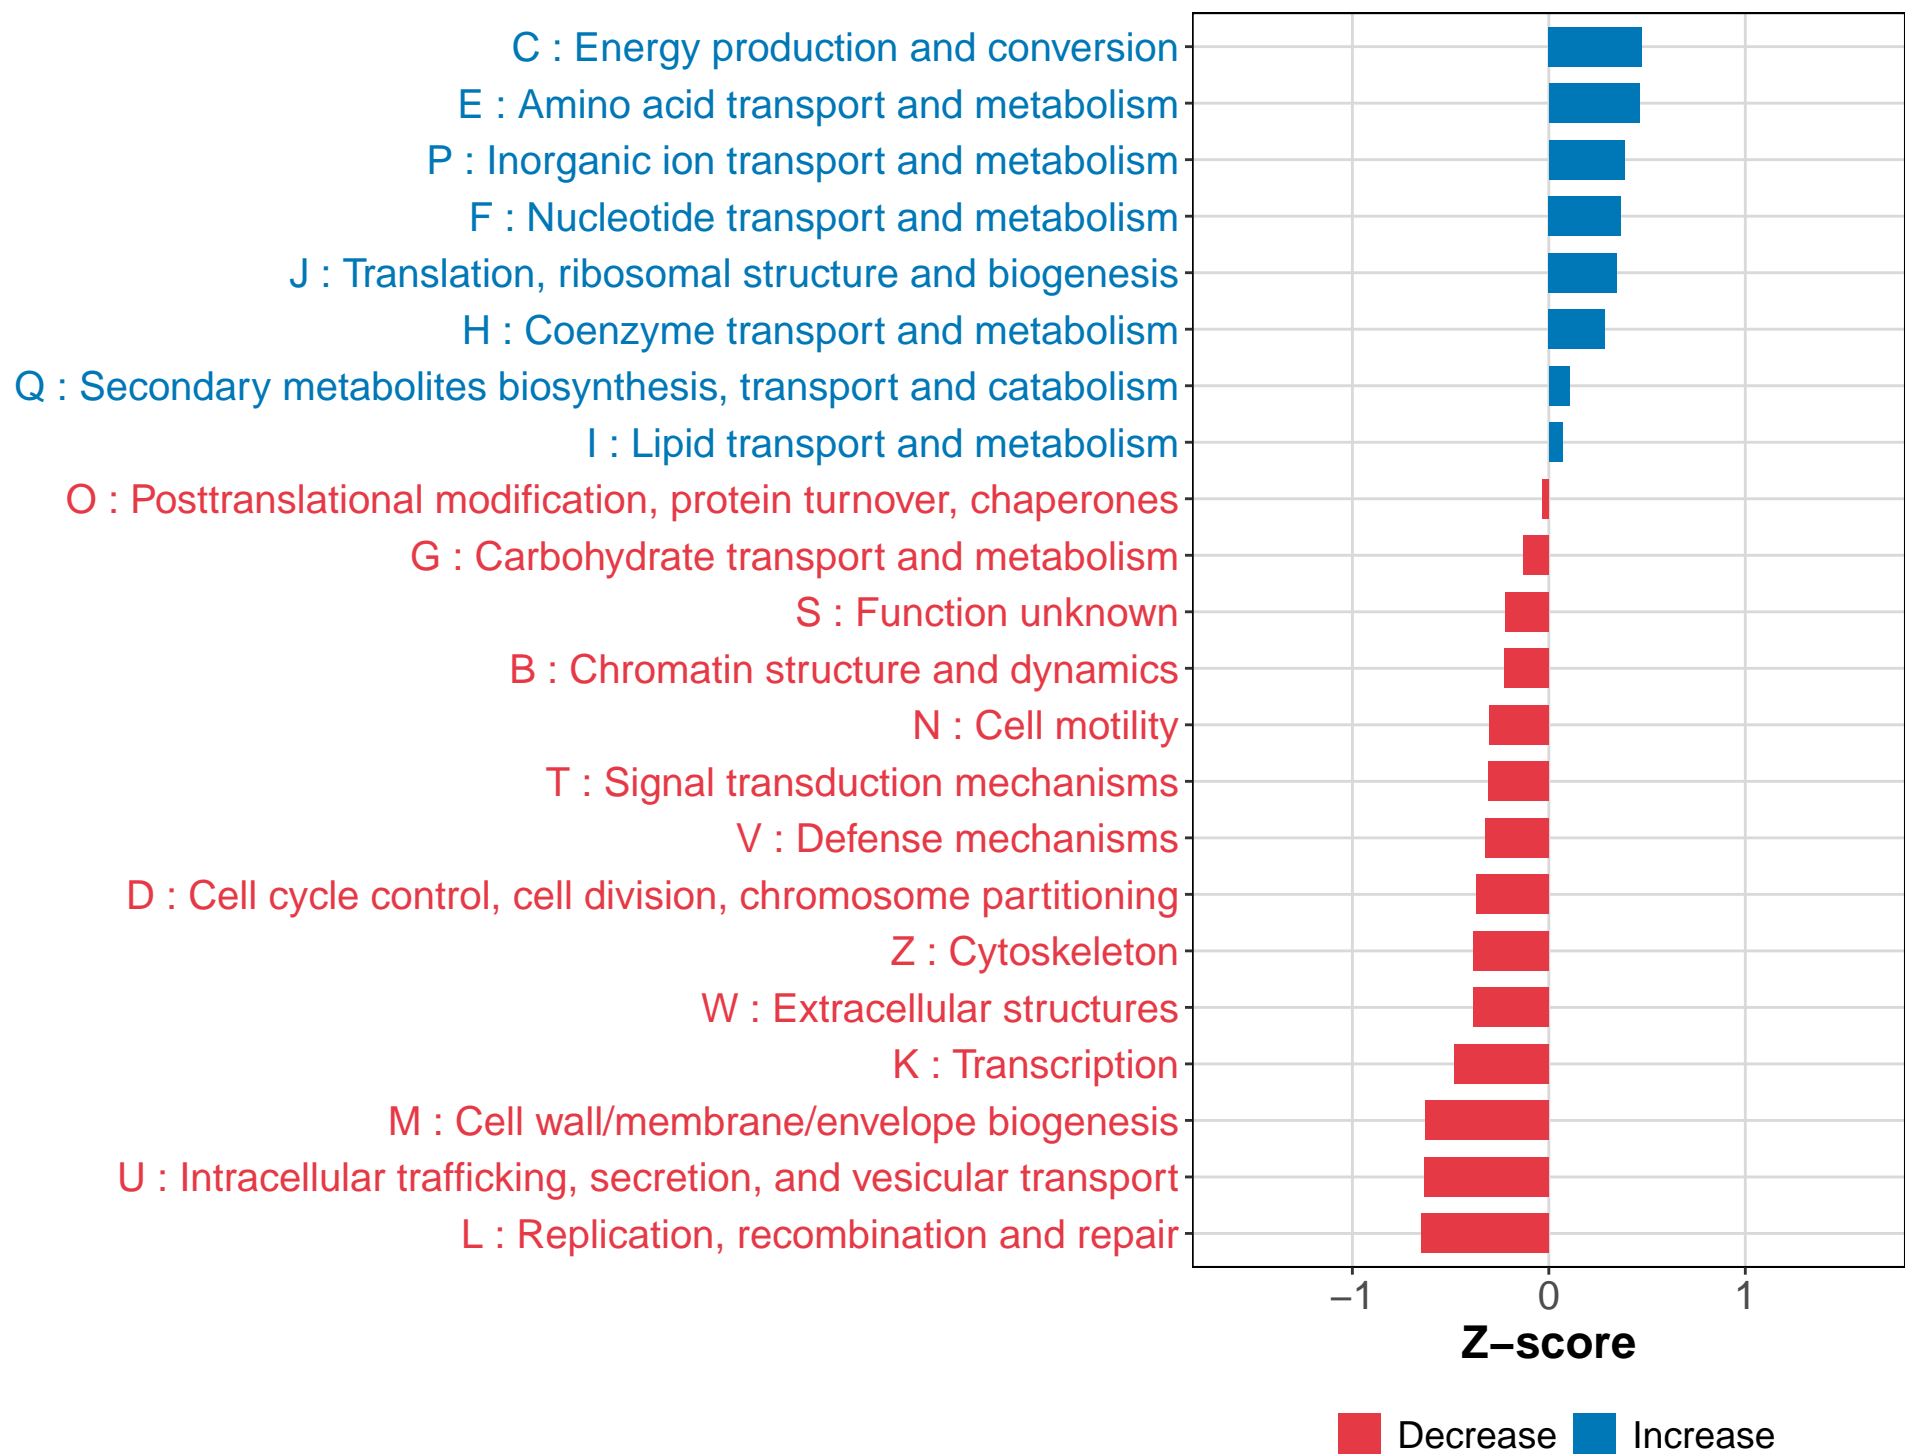 C : Energy production and conversion
E : Amino acid transport and metabolism
P : Inorganic ion transport and metabolism
F : Nucleotide transport and metabolism
J : Translation, ribosomal structure and biogenesis
H : Coenzyme transport and metabolism
Q : Secondary metabolites biosynthesis, transport and catabolism
I : Lipid transport and metabolism
O : Posttranslational modification, protein turnover, chaperones
G : Carbohydrate transport and metabolism
S : Function unknown
B : Chromatin structure and dynamics
N : Cell motility
T : Signal transduction mechanisms
V : Defense mechanisms
D : Cell cycle control, cell division, chromosome partitioning
Z : Cytoskeleton
W : Extracellular structures
K : Transcription
M : Cell wall/membrane/envelope biogenesis
U : Intracellular trafficking, secretion, and vesicular transport
L : Replication, recombination and repair
−1 0 1
Z−score
Decrease Increase